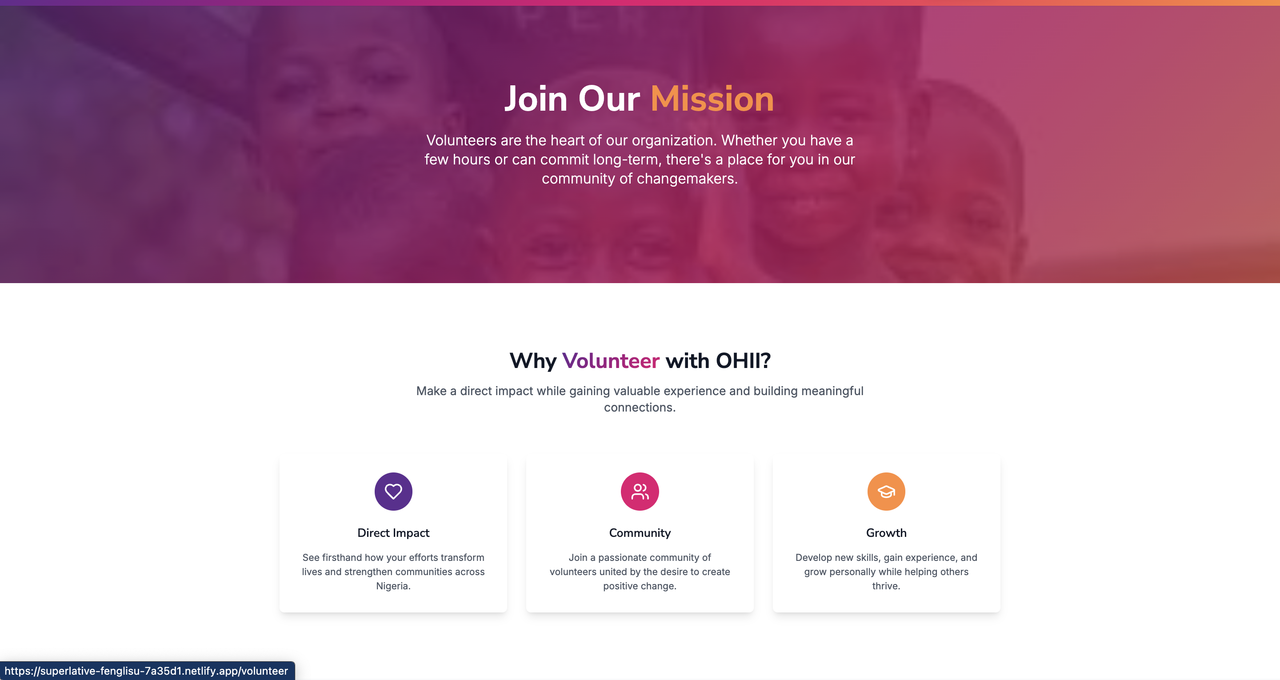 PER
Join Our Mission
Volunteers are the heart of our organization. Whether you have a
few hours or can commit long-term, there's a place for you in our
community of changemakers.
Why Volunteer with OHII?
Make a direct impact while gaining valuable experience and building meaningful
connections.
Direct Impact
See firsthand how your efforts transform
lives and strengthen communities across
Nigeria.
Community
Join a passionate community of
volunteers united by the desire to create
positive change.
Growth
Develop new skills, gain experience, and
grow personally while helping others
thrive.
https://superlative-fenglisu-7a35d1.netlify.app/volunteer